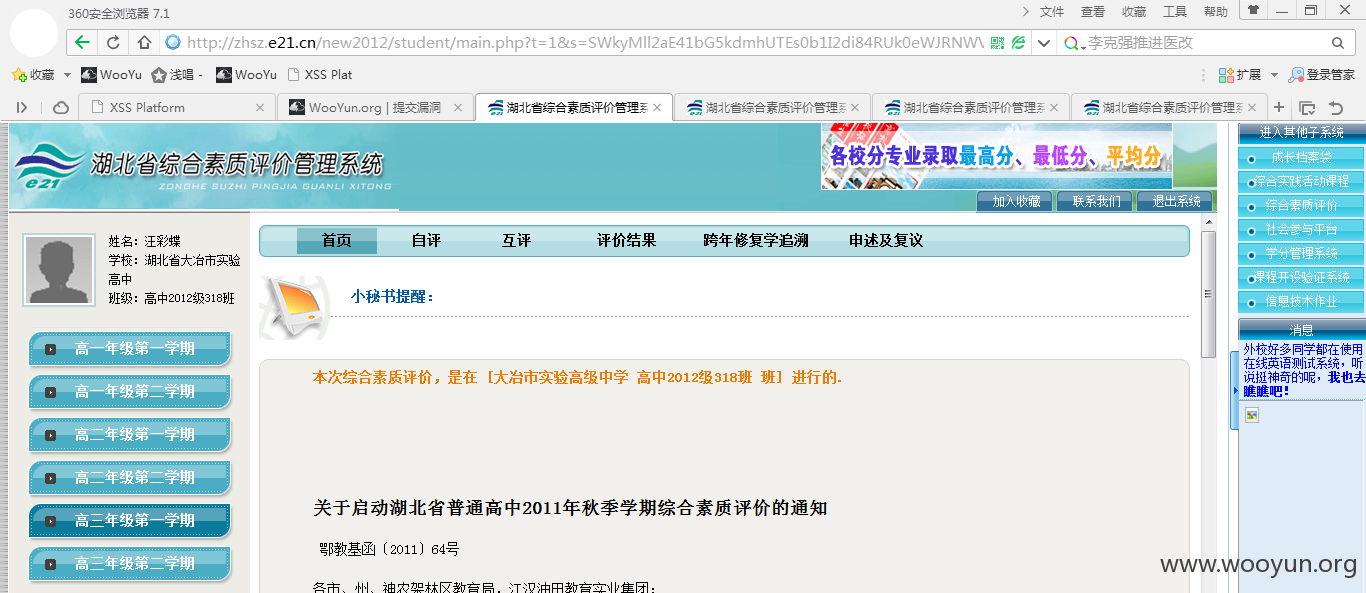 360安全浏览器 7.1
文件 查看 收藏 工具 帮助
http://zhsz.e21.cn/new2012/student/main.php?t=1&s=SWkyMll2aE41bG5kdmhUTEs0b1I2di84RUk0eWJRNW
李克强推进医改
收藏 WooYu 浅唱 - WooYu XSS Plat
扩展 登录管家
XSS Platform
WooYun.org | 提交漏洞
湖北省综合素质评价管理系
湖北省综合素质评价管理系
湖北省综合素质评价管理系
湖北省综合素质评价管理系
e21
湖北省综合素质评价管理系统
ZONGHE SUZHI PINGJIA GUANLI XITONG
各校分专业录取最高分、最低分、平均分
加入收藏 联系我们 退出系统
姓名：汪彩蝶
学校：湖北省大冶市实验
高中
班级：高中2012级318班
高一年级第一学期
高一年级第二学期
高二年级第一学期
高二年级第二学期
高三年级第一学期
高三年级第二学期
首页 自评 互评 评价结果 跨年修复学追溯 申述及复议
小秘书提醒：
本次综合素质评价，是在 [大冶市实验高级中学 高中2012级318班 班] 进行的.
关于启动湖北省普通高中2011年秋季学期综合素质评价的通知
鄂教基函〔2011〕64号
各市、州、神农架林区教育局，江汉油田教育实业集团：
进入其他子系统
成长档案袋
综合实践活动课程
综合素质评价
社会参与平台
学分管理系统
课程开设验证系统
信息技术作业
消息
外校好多同学都在使用
在线英语测试系统，听
说挺神奇的呢，我也去
瞧瞧吧！
www.wooyun.org